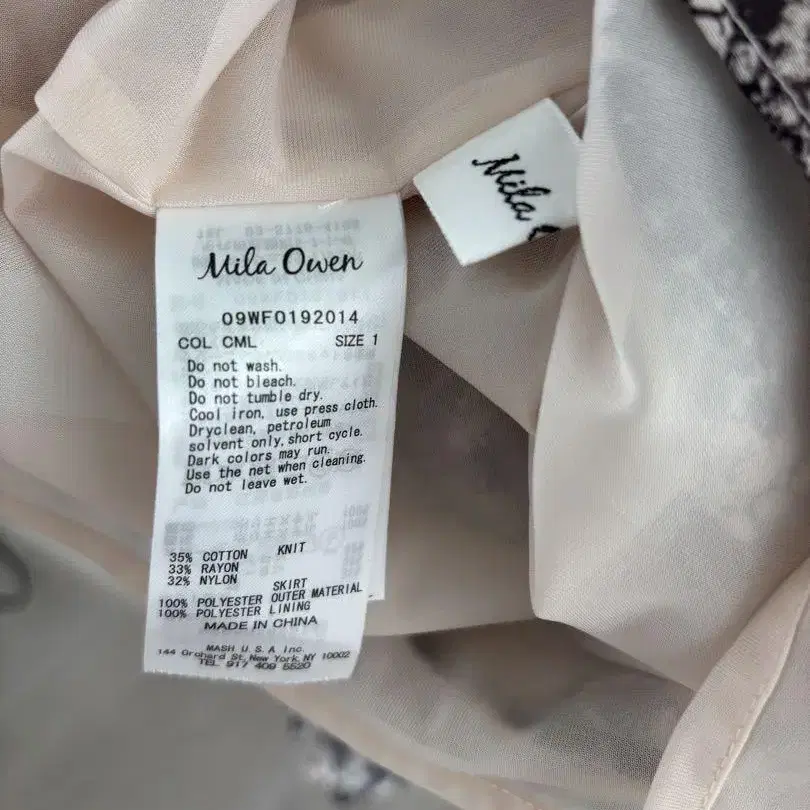 Mila Owen
Mila
09WF0192014
COL CML SIZE 1
Do not wash.
Do not bleach.
Do not tumble dry.
Cool iron, use press cloth.
Dryclean, petroleum
solvent only, short cycle.
Dark colors may run.
Use the net when cleaning.
Do not leave wet.
KNIT
35% COTTON
33% RAYON
32% NYLON
SKIRT
100% POLYESTER OUTER MATERIAL
100% POLYESTER LINING
MADE IN CHINA
MASH U.S.A Inc.
144 Orchard St, New York, NY 10002
TEL 917 409 5520